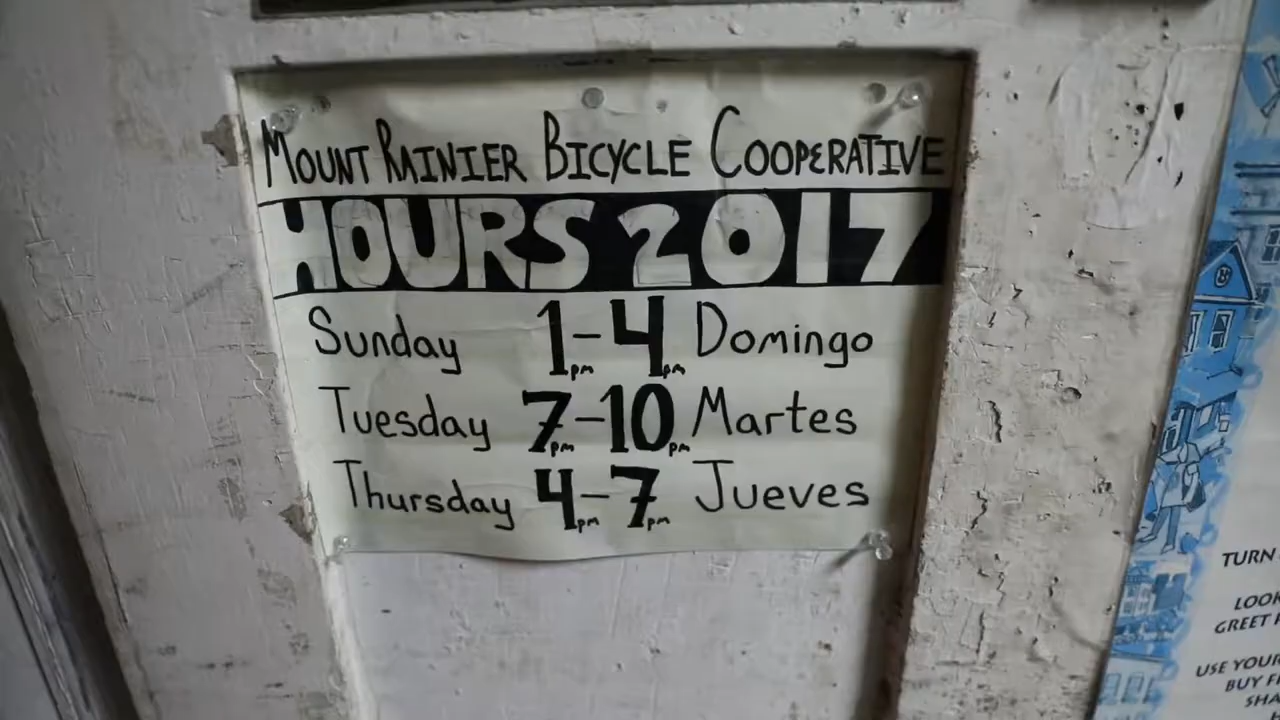 MOUNT RAINIER BICYCLE COOPERATIVE
HOURS 2017
Sunday 1pm-4pm Domingo
Tuesday 7pm-10pm Martes
Thursday 4pm-7pm Jueves
TURN
LOOK
GREET
USE YOUR
BUY